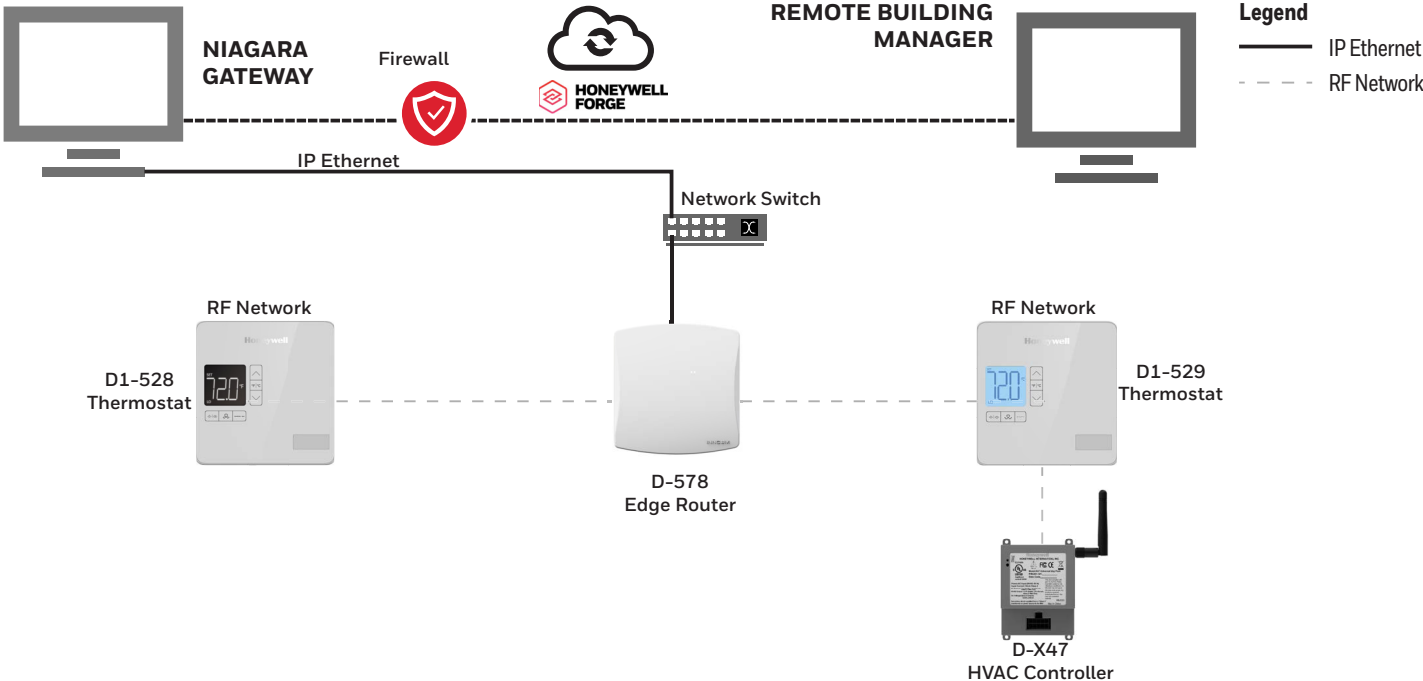 NIAGARA
GATEWAY
Firewall
HONEYWELL
FORGE
REMOTE BUILDING
MANAGER
Legend
IP Ethernet
RF Network
IP Ethernet
Network Switch
RF Network
Honeywell
SET
72.0°F
D1-528
Thermostat
D-578
Edge Router
RF Network
Honeywell
72.0
D1-529
Thermostat
D-X47
HVAC Controller